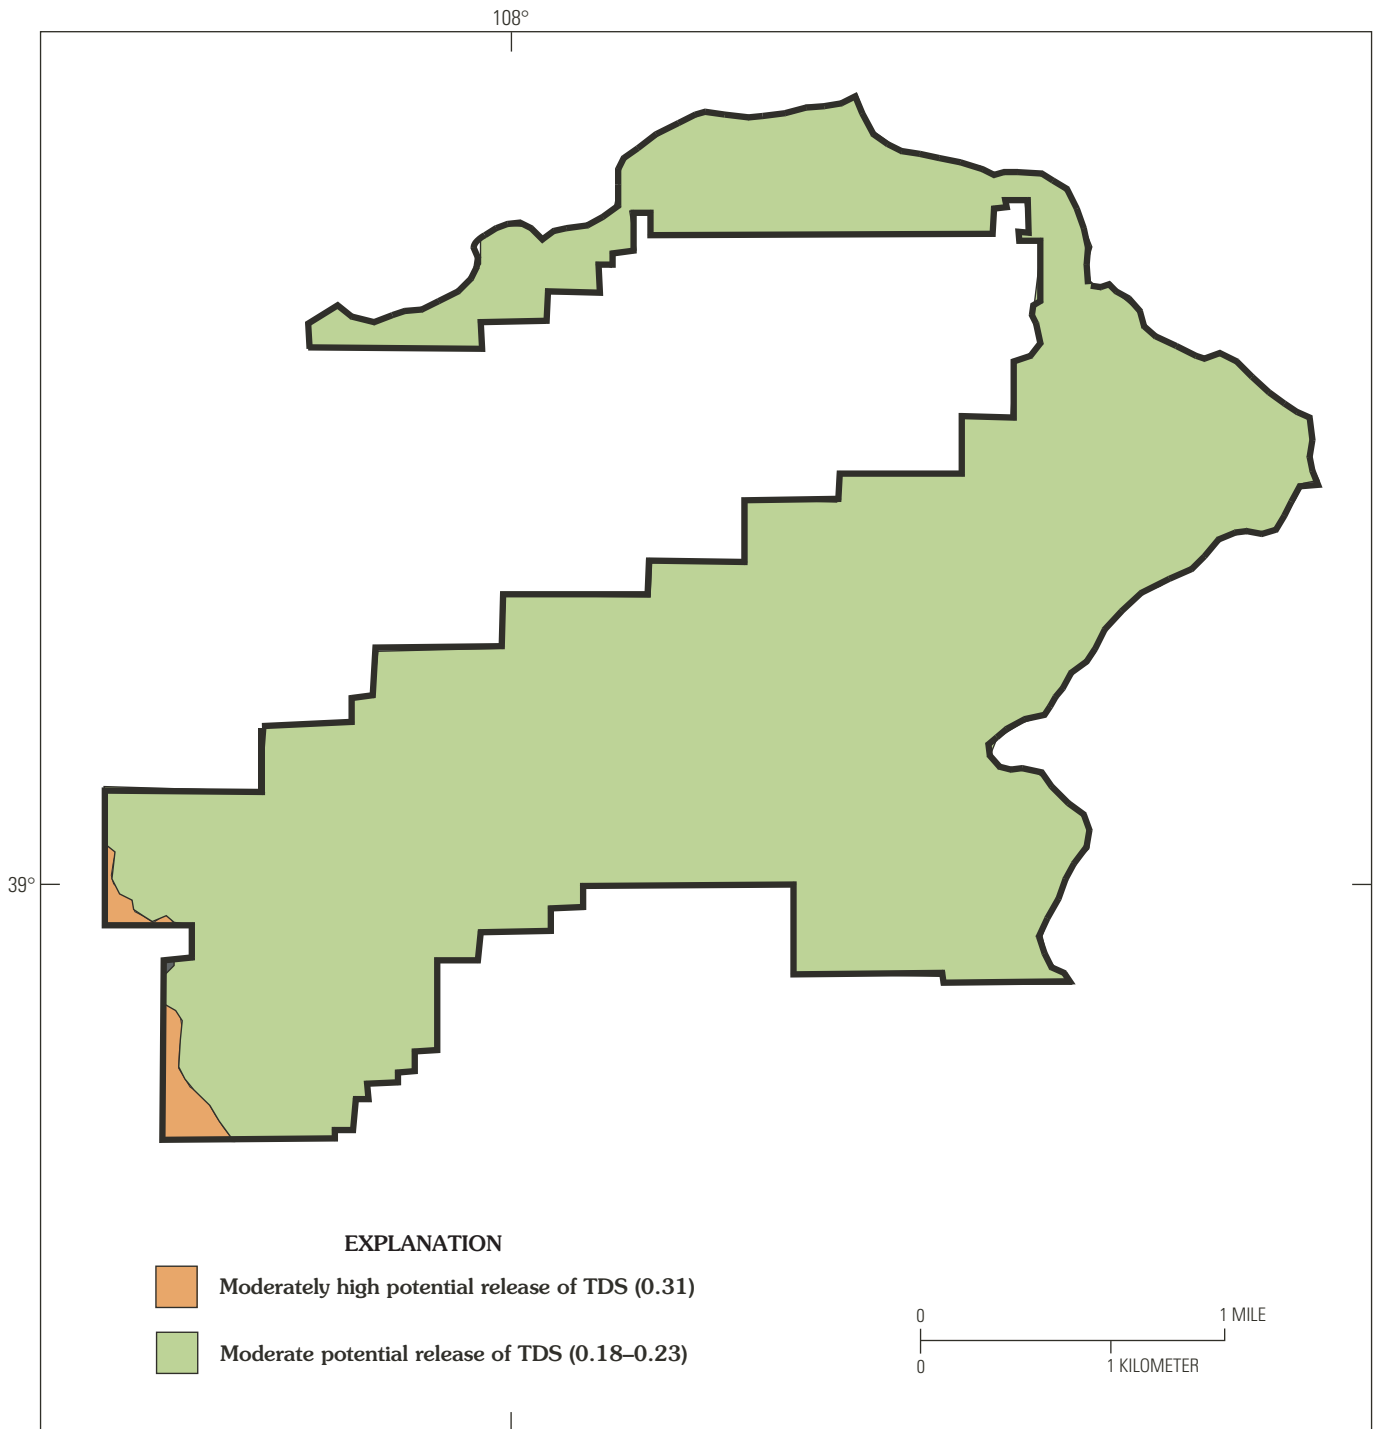 108°
39°
EXPLANATION
Moderately high potential release of TDS (0.31)
Moderate potential release of TDS (0.18–0.23)
0 1 MILE
0 1 KILOMETER